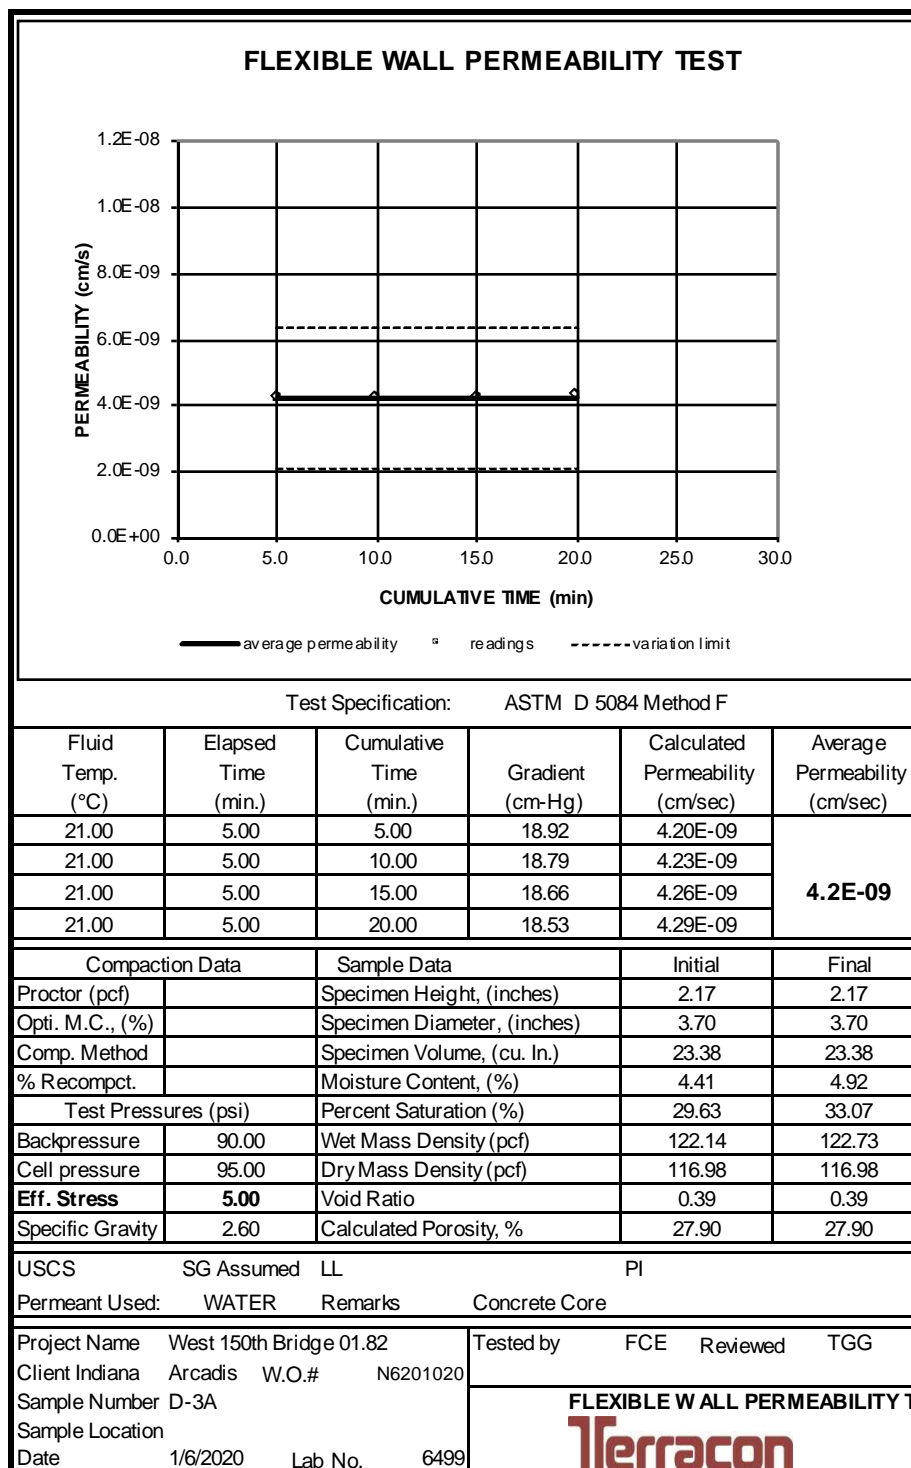 FLEXIBLE WALL PERMEABILITY TEST
1.2E-08
1.0E-08
8.0E-09
6.0E-09
4.0E-09
2.0E-09
0.0E+00
PERMEABILITY (cm/s)
0.0 5.0 10.0 15.0 20.0 25.0 30.0
CUMULATIVE TIME (min)
average permeability readings variation limit
Test Specification: ASTM D 5084 Method F
Fluid Elapsed Cumulative Calculated Average
Temp. Time Time Gradient Permeability Permeability
(°C) (min.) (min.) (cm-Hg) (cm/sec) (cm/sec)
21.00 5.00 5.00 18.92 4.20E-09
21.00 5.00 10.00 18.79 4.23E-09
21.00 5.00 15.00 18.66 4.26E-09 4.2E-09
21.00 5.00 20.00 18.53 4.29E-09
Compaction Data Sample Data Initial Final
Proctor (pcf) Specimen Height, (inches) 2.17 2.17
Opti. M.C., (%) Specimen Diameter, (inches) 3.70 3.70
Comp. Method Specimen Volume, (cu. In.) 23.38 23.38
% Recompct. Moisture Content, (%) 4.41 4.92
Test Pressures (psi) Percent Saturation (%) 29.63 33.07
Backpressure 90.00 Wet Mass Density (pcf) 122.14 122.73
Cell pressure 95.00 Dry Mass Density (pcf) 116.98 116.98
Eff. Stress 5.00 Void Ratio 0.39 0.39
Specific Gravity 2.60 Calculated Porosity, % 27.90 27.90
USCS SG Assumed LL PI
Permeant Used: WATER Remarks Concrete Core
Project Name West 150th Bridge 01.82 Tested by FCE Reviewed TGG
Client Indiana Arcadis W.O.# N6201020
Sample Number D-3A FLEXIBLE WALL PERMEABILITY T
Sample Location
Date 1/6/2020 Lab No. 6499 Terracon